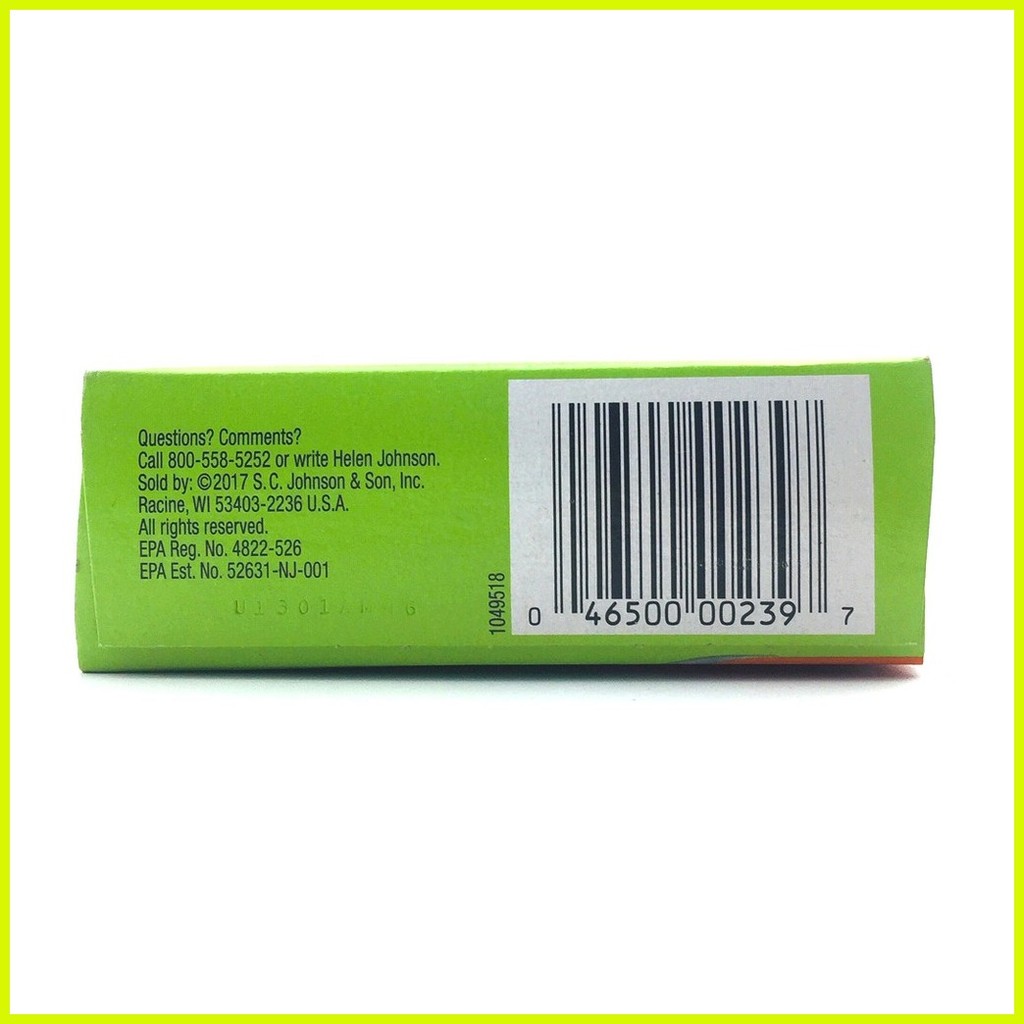 Questions? Comments?
Call 800-558-5252 or write Helen Johnson.
Sold by: ©2017 S.C. Johnson & Son, Inc.
Racine, WI 53403-2236 U.S.A.
All rights reserved.
EPA Reg. No. 4822-526
EPA Est. No. 52631-NJ-001
1049518
0 46500 00239 7